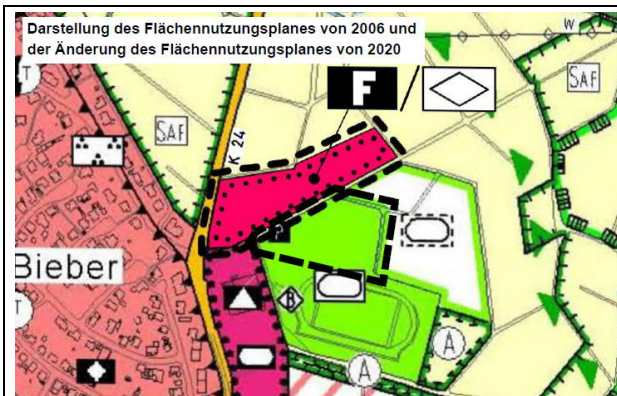 Darstellung des Flächennutzungsplanes von 2006 und
der Änderung des Flächennutzungsplanes von 2020
W
T
SAF
F
SAF
K 24
P
Bieber
B
T
A
A